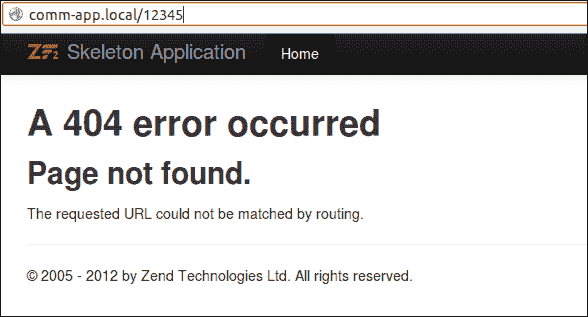 comm-app.local/12345
ZF2 Skeleton Application Home
A 404 error occurred
Page not found.
The requested URL could not be matched by routing.
© 2005 - 2012 by Zend Technologies Ltd. All rights reserved.